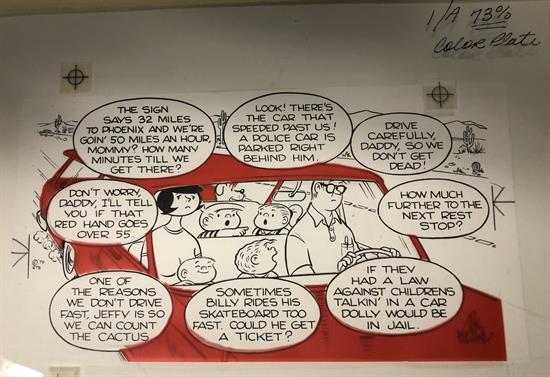 1/A 73%
Color Plate
THE SIGN
SAYS 32 MILES
TO PHOENIX AND WE'RE
GOIN' 50 MILES AN HOUR,
MOMMY? HOW MANY
MINUTES TILL WE
GET THERE?
LOOK! THERE'S
THE CAR THAT
SPEEDED PAST US!
A POLICE CAR IS
PARKED RIGHT
BEHIND HIM.
DRIVE
CAREFULLY,
DADDY, SO WE
DON'T GET
DEAD!
DON'T WORRY,
DADDY, I'LL TELL
YOU IF THAT
RED HAND GOES
OVER 55.
HOW MUCH
FURTHER TO THE
NEXT REST
STOP?
ONE OF
THE REASONS
WE DON'T DRIVE
FAST, JEFFY, IS SO
WE CAN COUNT
THE CACTUS
SOMETIMES
BILLY RIDES HIS
SKATEBOARD TOO
FAST. COULD HE GET
A TICKET?
IF THEY
HAD A LAW
AGAINST CHILDRENS
TALKIN' IN A CAR
DOLLY WOULD BE
IN JAIL.
BIL
KEANE